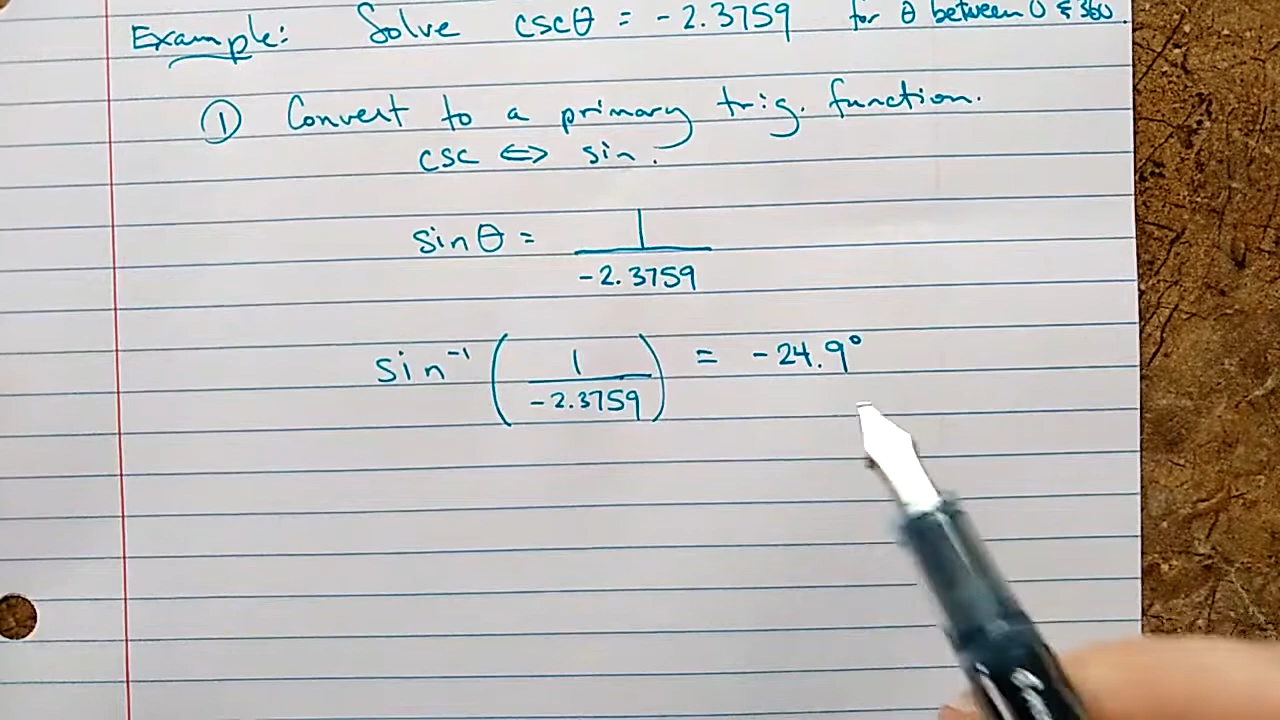 Example: Solve cscθ = -2.3759 for θ between 0 & 360
① Convert to a primary trig. function.
csc ⇔ sin.
sinθ = 1
-2.3759
sin⁻¹ ( 1 / -2.3759 ) = -24.9°